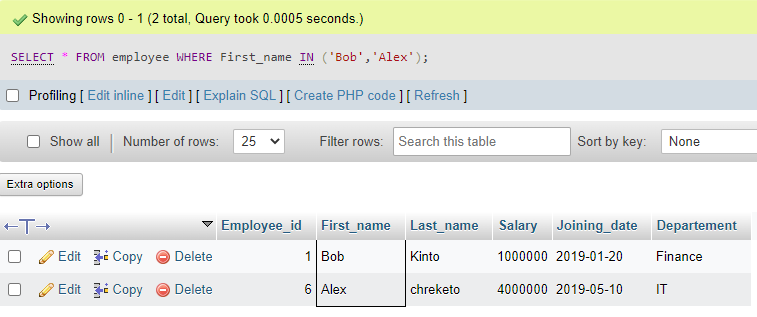 Showing rows 0 - 1 (2 total, Query took 0.0005 seconds.)
SELECT * FROM employee WHERE First_name IN ('Bob','Alex');
Profiling [ Edit inline ] [ Edit ] [ Explain SQL ] [ Create PHP code ] [ Refresh ]
Show all | Number of rows: 25 Filter rows: Search this table Sort by key: None
Extra options
←T→ Employee_id First_name Last_name Salary Joining_date Departement
Edit Copy Delete 1 Bob Kinto 1000000 2019-01-20 Finance
Edit Copy Delete 6 Alex chreketo 4000000 2019-05-10 IT